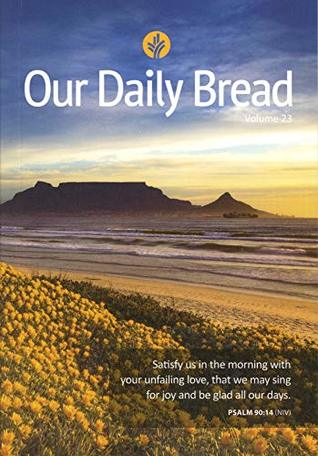 Our Daily Bread
Volume 23
Satisfy us in the morning with
your unfailing love, that we may sing
for joy and be glad all our days.
PSALM 90:14 (NIV)